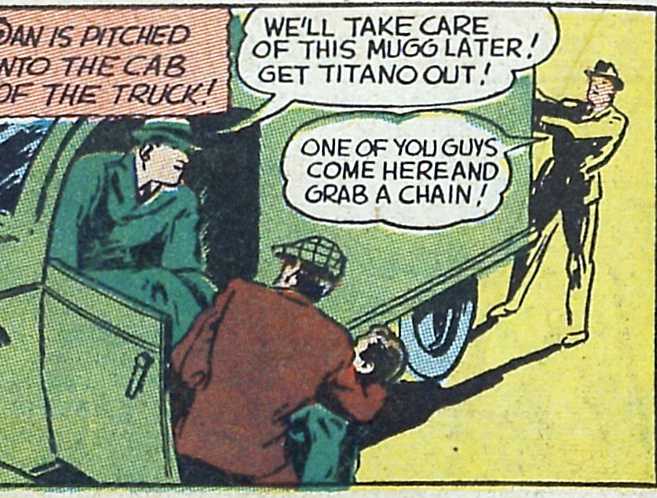 DAN IS PITCHED
NTO THE CAB
OF THE TRUCK!
WE'LL TAKE CARE
OF THIS MUGG LATER!
GET TITANO OUT!
ONE OF YOU GUYS
COME HERE AND
GRAB A CHAIN!